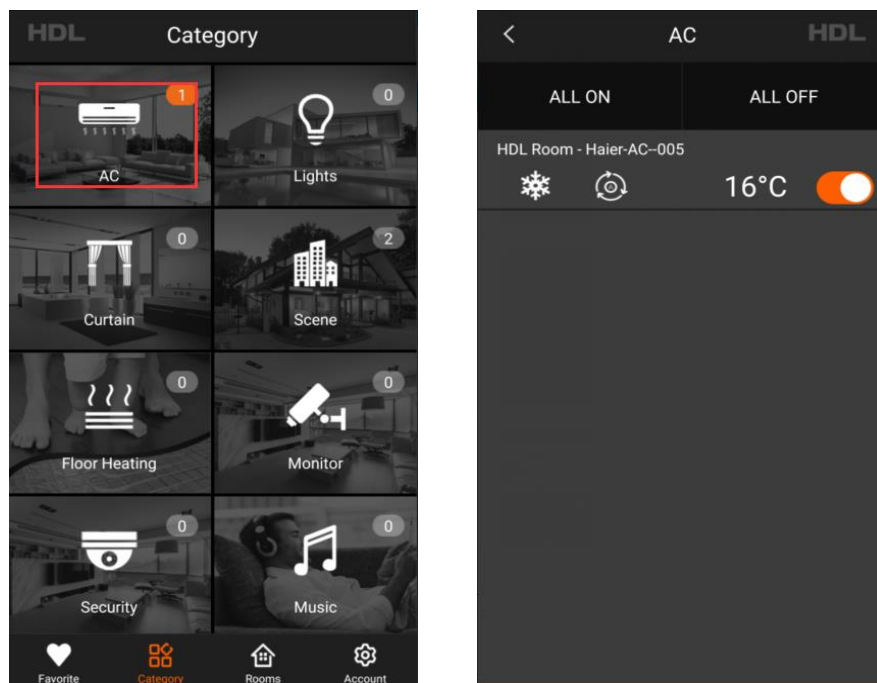 HDL Category
1
AC
0
Lights
0
Curtain
2
Scene
0
Floor Heating
0
Monitor
0
Security
0
Music
Favorite Category Rooms Account
AC HDL
ALL ON ALL OFF
HDL Room - Haier-AC--005
16°C